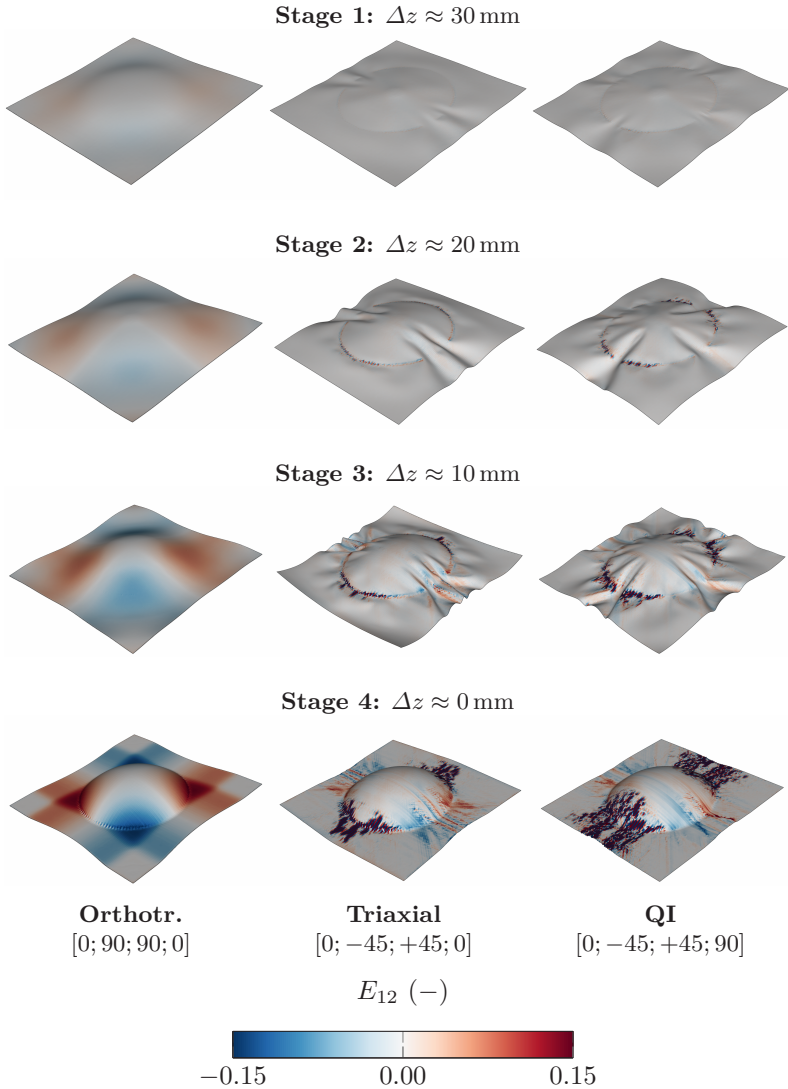 Stage 1: Δz ≈ 30 mm
Stage 2: Δz ≈ 20 mm
Stage 3: Δz ≈ 10 mm
Stage 4: Δz ≈ 0 mm
Orthotr. Triaxial QI
[0; 90; 90; 0] [0; −45; +45; 0] [0; −45; +45; 90]
E12 (−)
−0.15 0.00 0.15